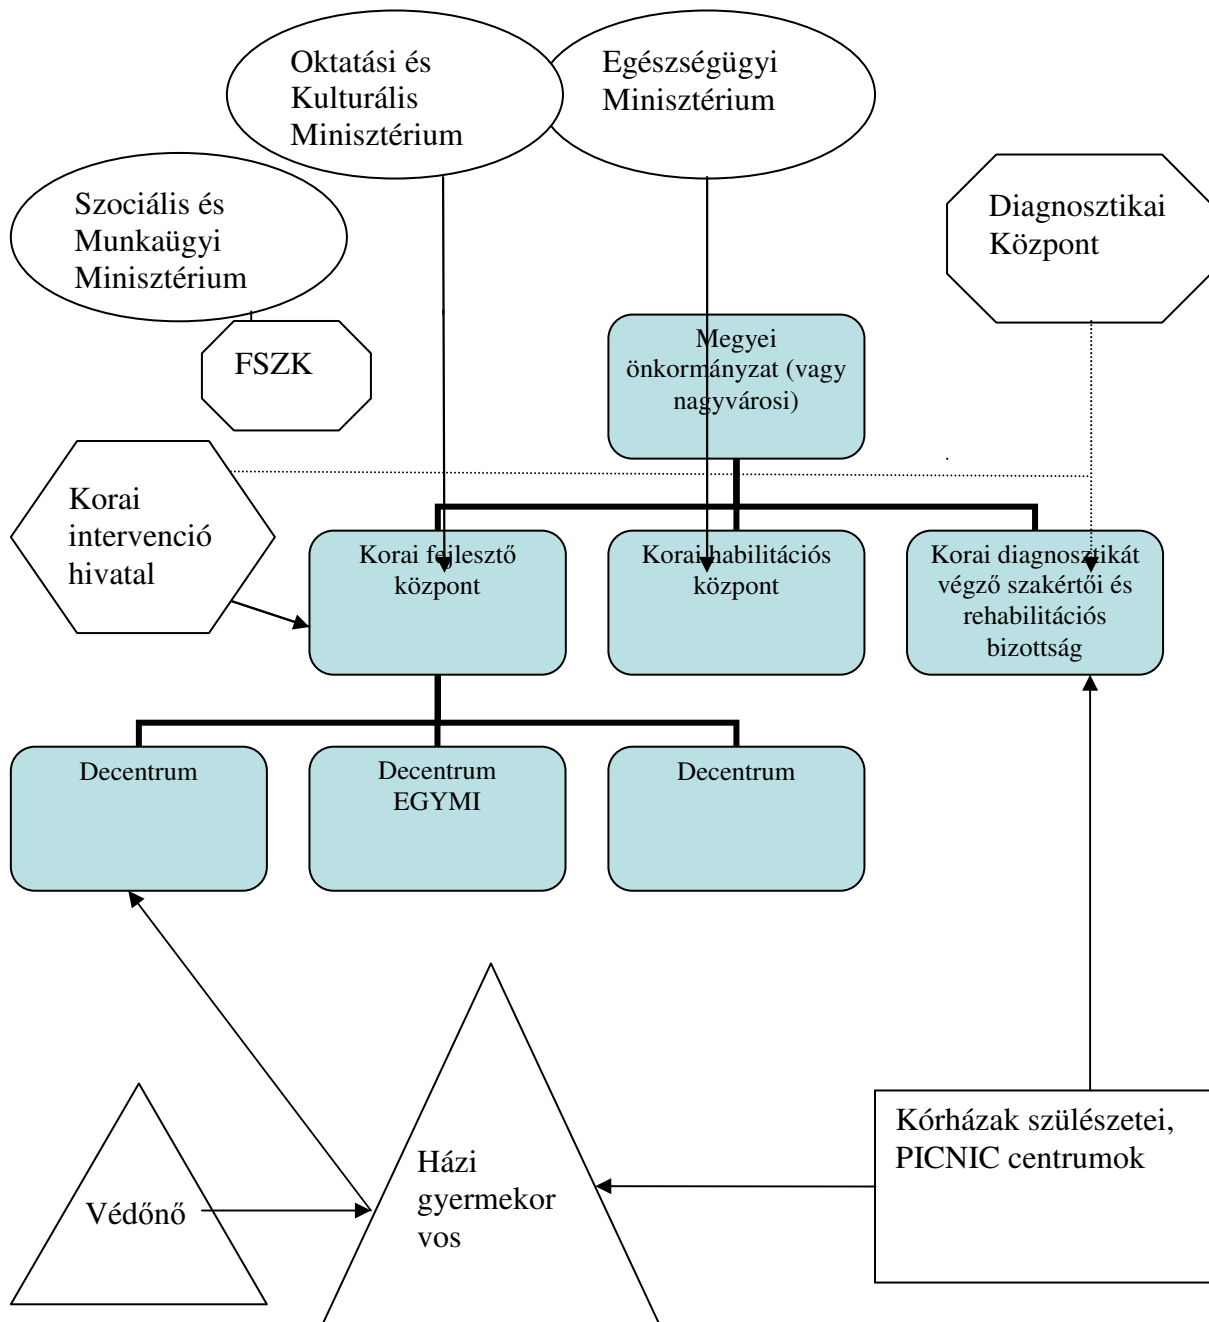 Oktatási és
Kulturális
Minisztérium
Egészségügyi
Minisztérium
Szociális és
Munkaügyi
Minisztérium
Diagnosztikai
Központ
FSZK
Megyei
önkormányzat (vagy
nagyvárosi)
Korai
intervenció
hivatal
Korai fejlesztő
központ
Korai habilitációs
központ
Korai diagnosztikát
végző szakértői és
rehabilitációs
bizottság
Decentrum
Decentrum
EGYMI
Decentrum
Védőnő
Házi
gyermekor
vos
Kórházak szülészetei,
PICNIC centrumok